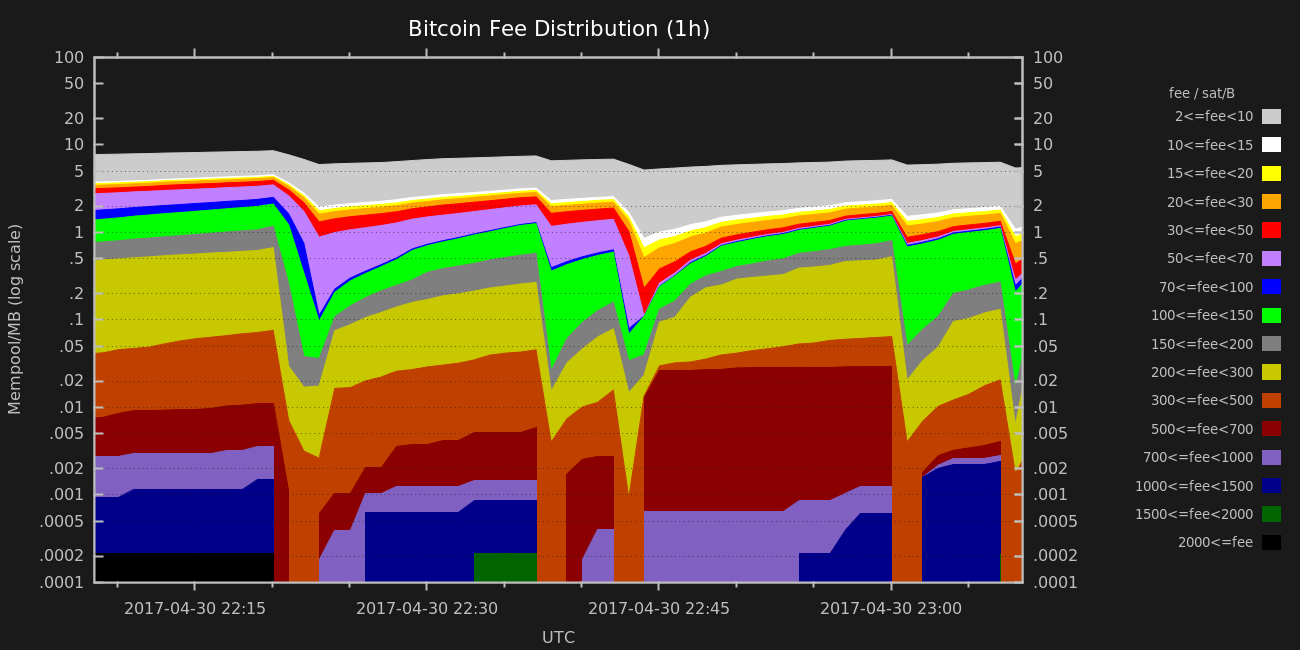 Bitcoin Fee Distribution (1h)
100 100
50 50
20 20
10 10
5 5
2 2
1 1
.5 .5
.2 .2
.1 .1
.05 .05
.02 .02
.01 .01
.005 .005
.002 .002
.001 .001
.0005 .0005
.0002 .0002
.0001 .0001
Mempool/MB (log scale)
2017-04-30 22:15 2017-04-30 22:30 2017-04-30 22:45 2017-04-30 23:00
UTC
fee / sat/B
2<=fee<10
10<=fee<15
15<=fee<20
20<=fee<30
30<=fee<50
50<=fee<70
70<=fee<100
100<=fee<150
150<=fee<200
200<=fee<300
300<=fee<500
500<=fee<700
700<=fee<1000
1000<=fee<1500
1500<=fee<2000
2000<=fee